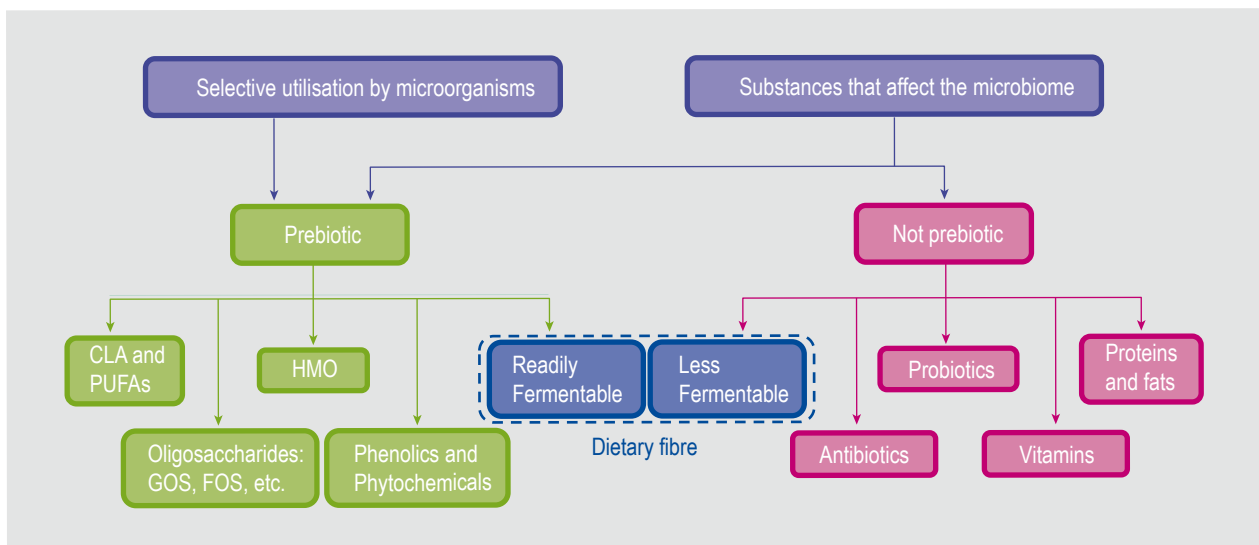 Selective utilisation by microorganisms
Substances that affect the microbiome
Prebiotic
Not prebiotic
CLA and
PUFAs
HMO
Readily
Fermentable
Less
Fermentable
Probiotics
Proteins
and fats
Oligosaccharides:
GOS, FOS, etc.
Phenolics and
Phytochemicals
Dietary fibre
Antibiotics
Vitamins